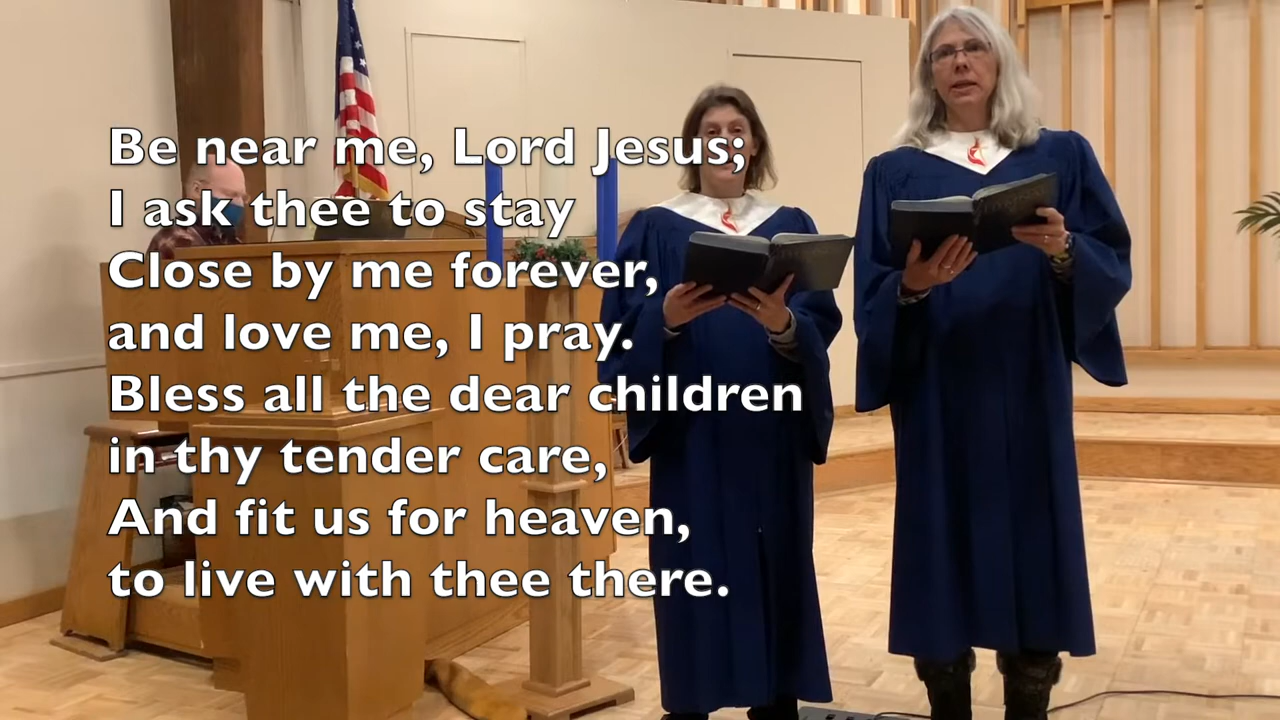 Be near me, Lord Jesus;
I ask thee to stay
Close by me forever,
and love me, I pray.
Bless all the dear children
in thy tender care,
And fit us for heaven,
to live with thee there.